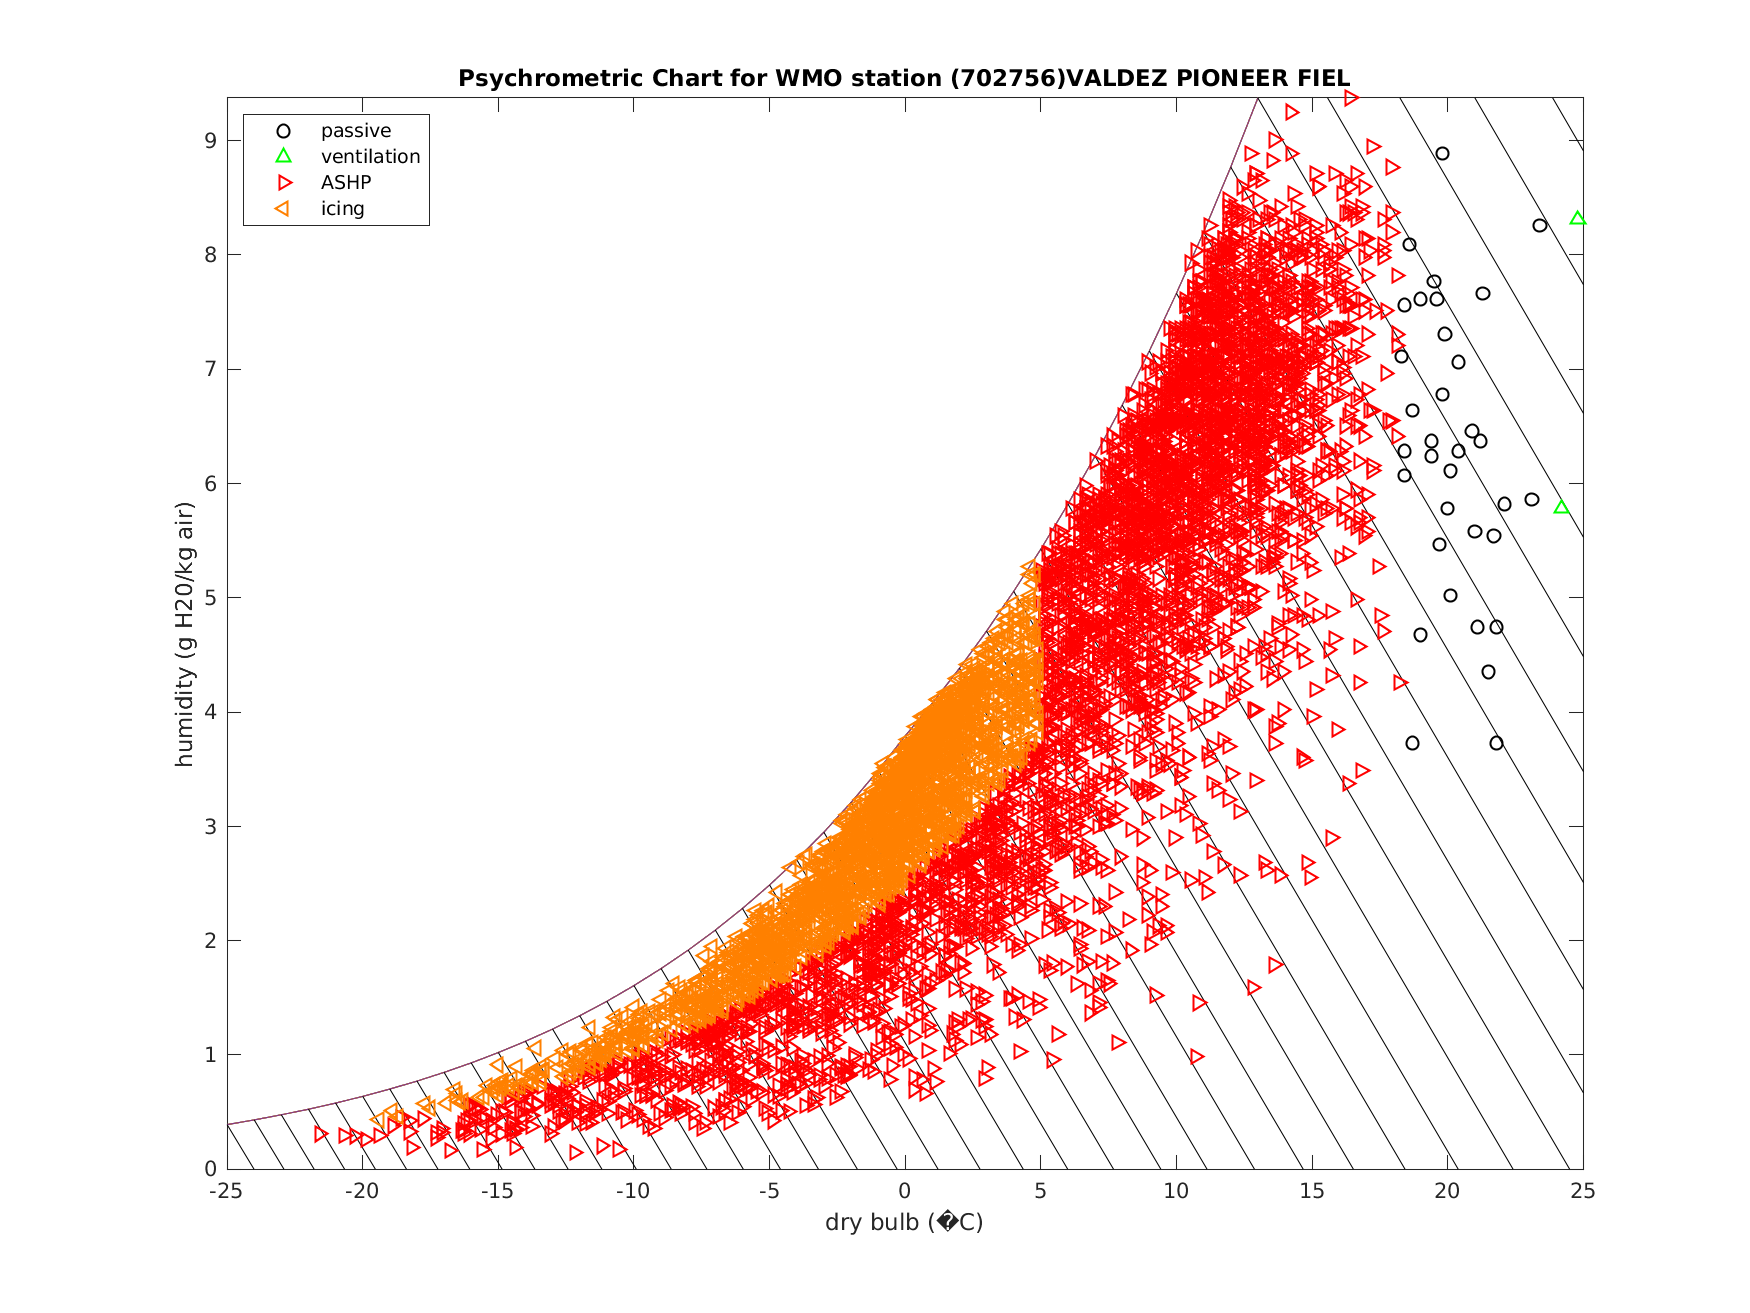 Psychrometric Chart for WMO station (702756)VALDEZ PIONEER FIEL
passive
ventilation
ASHP
icing
humidity (g H20/kg air)
9
8
7
6
5
4
3
2
1
0
-25 -20 -15 -10 -5 0 5 10 15 20 25
dry bulb (�C)